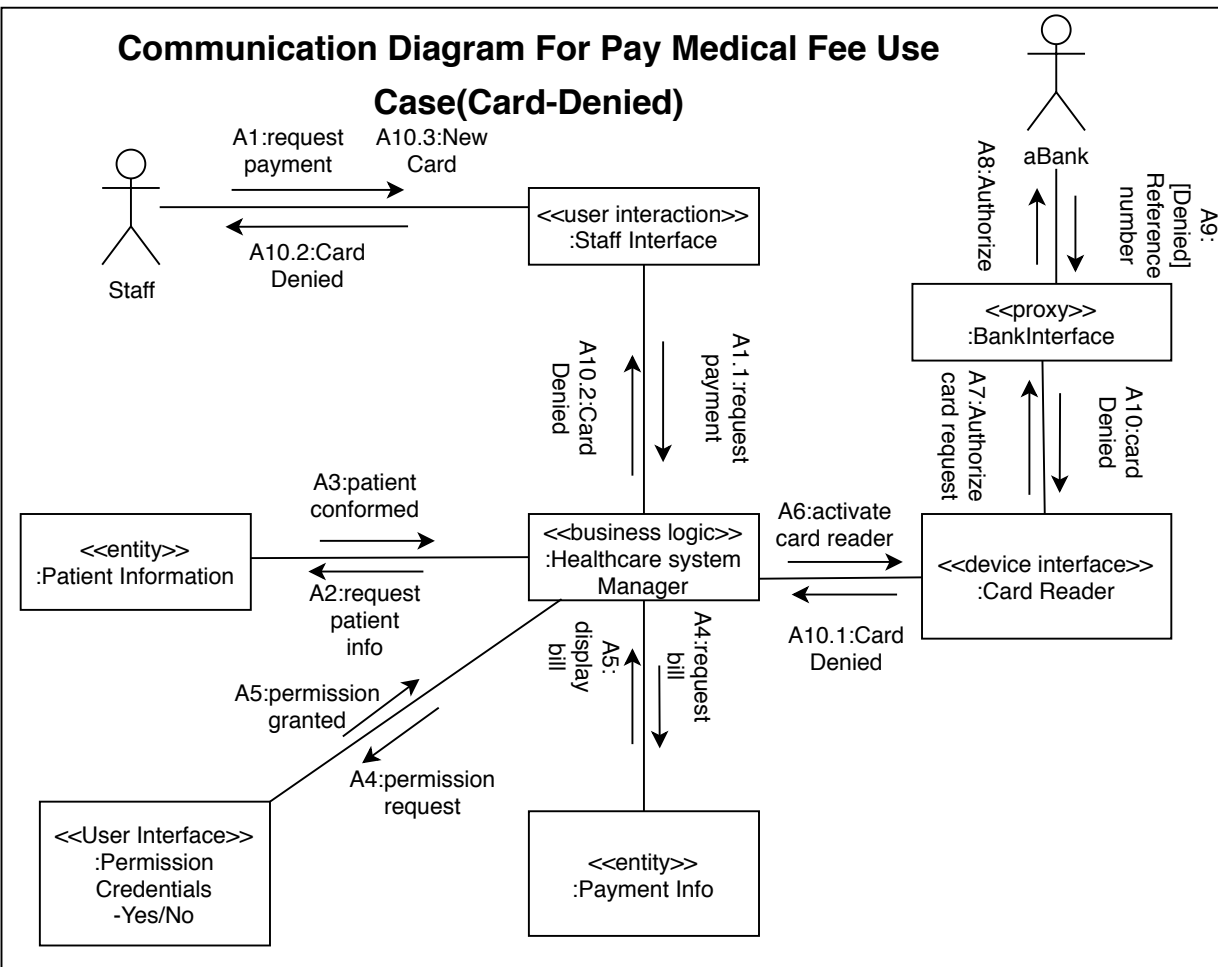 Communication Diagram For Pay Medical Fee Use
Case(Card-Denied)
A1:request
payment
A10.3:New
Card
A10.2:Card
Denied
Staff
<<user interaction>>
:Staff Interface
aBank
A8:Authorize
A9:
[Denied]
Reference
number
<<proxy>>
:BankInterface
A10.2:Card
Denied
A1.1:request
payment
A7:Authorize
card request
A10:card
Denied
A3:patient
conformed
A2:request
patient
info
<<entity>>
:Patient Information
<<business logic>>
:Healthcare system
Manager
A6:activate
card reader
A10.1:Card
Denied
<<device interface>>
:Card Reader
A5:permission
granted
A4:permission
request
A5:
display
bill
A4:request
bill
<<User Interface>>
:Permission
Credentials
-Yes/No
<<entity>>
:Payment Info